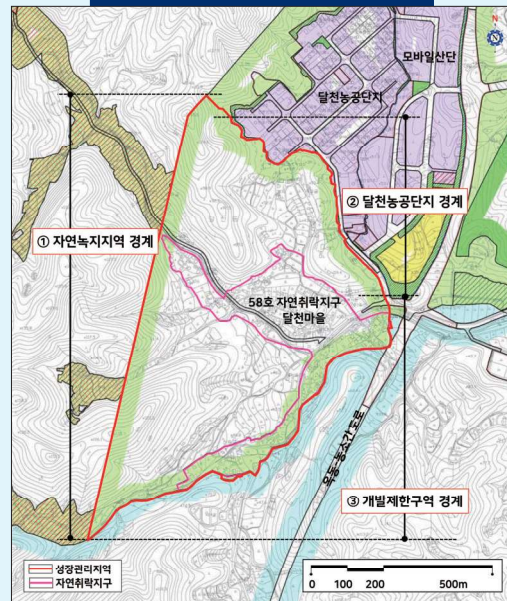 N
모바일산단
달천농공단지
② 달천농공단지 경계
① 자연녹지지역 경계
58호 자연취락지구
달천마을
옥동-농소간도로
③ 개발제한구역 경계
성장관리지역
자연취락지구
0 100 200 500m